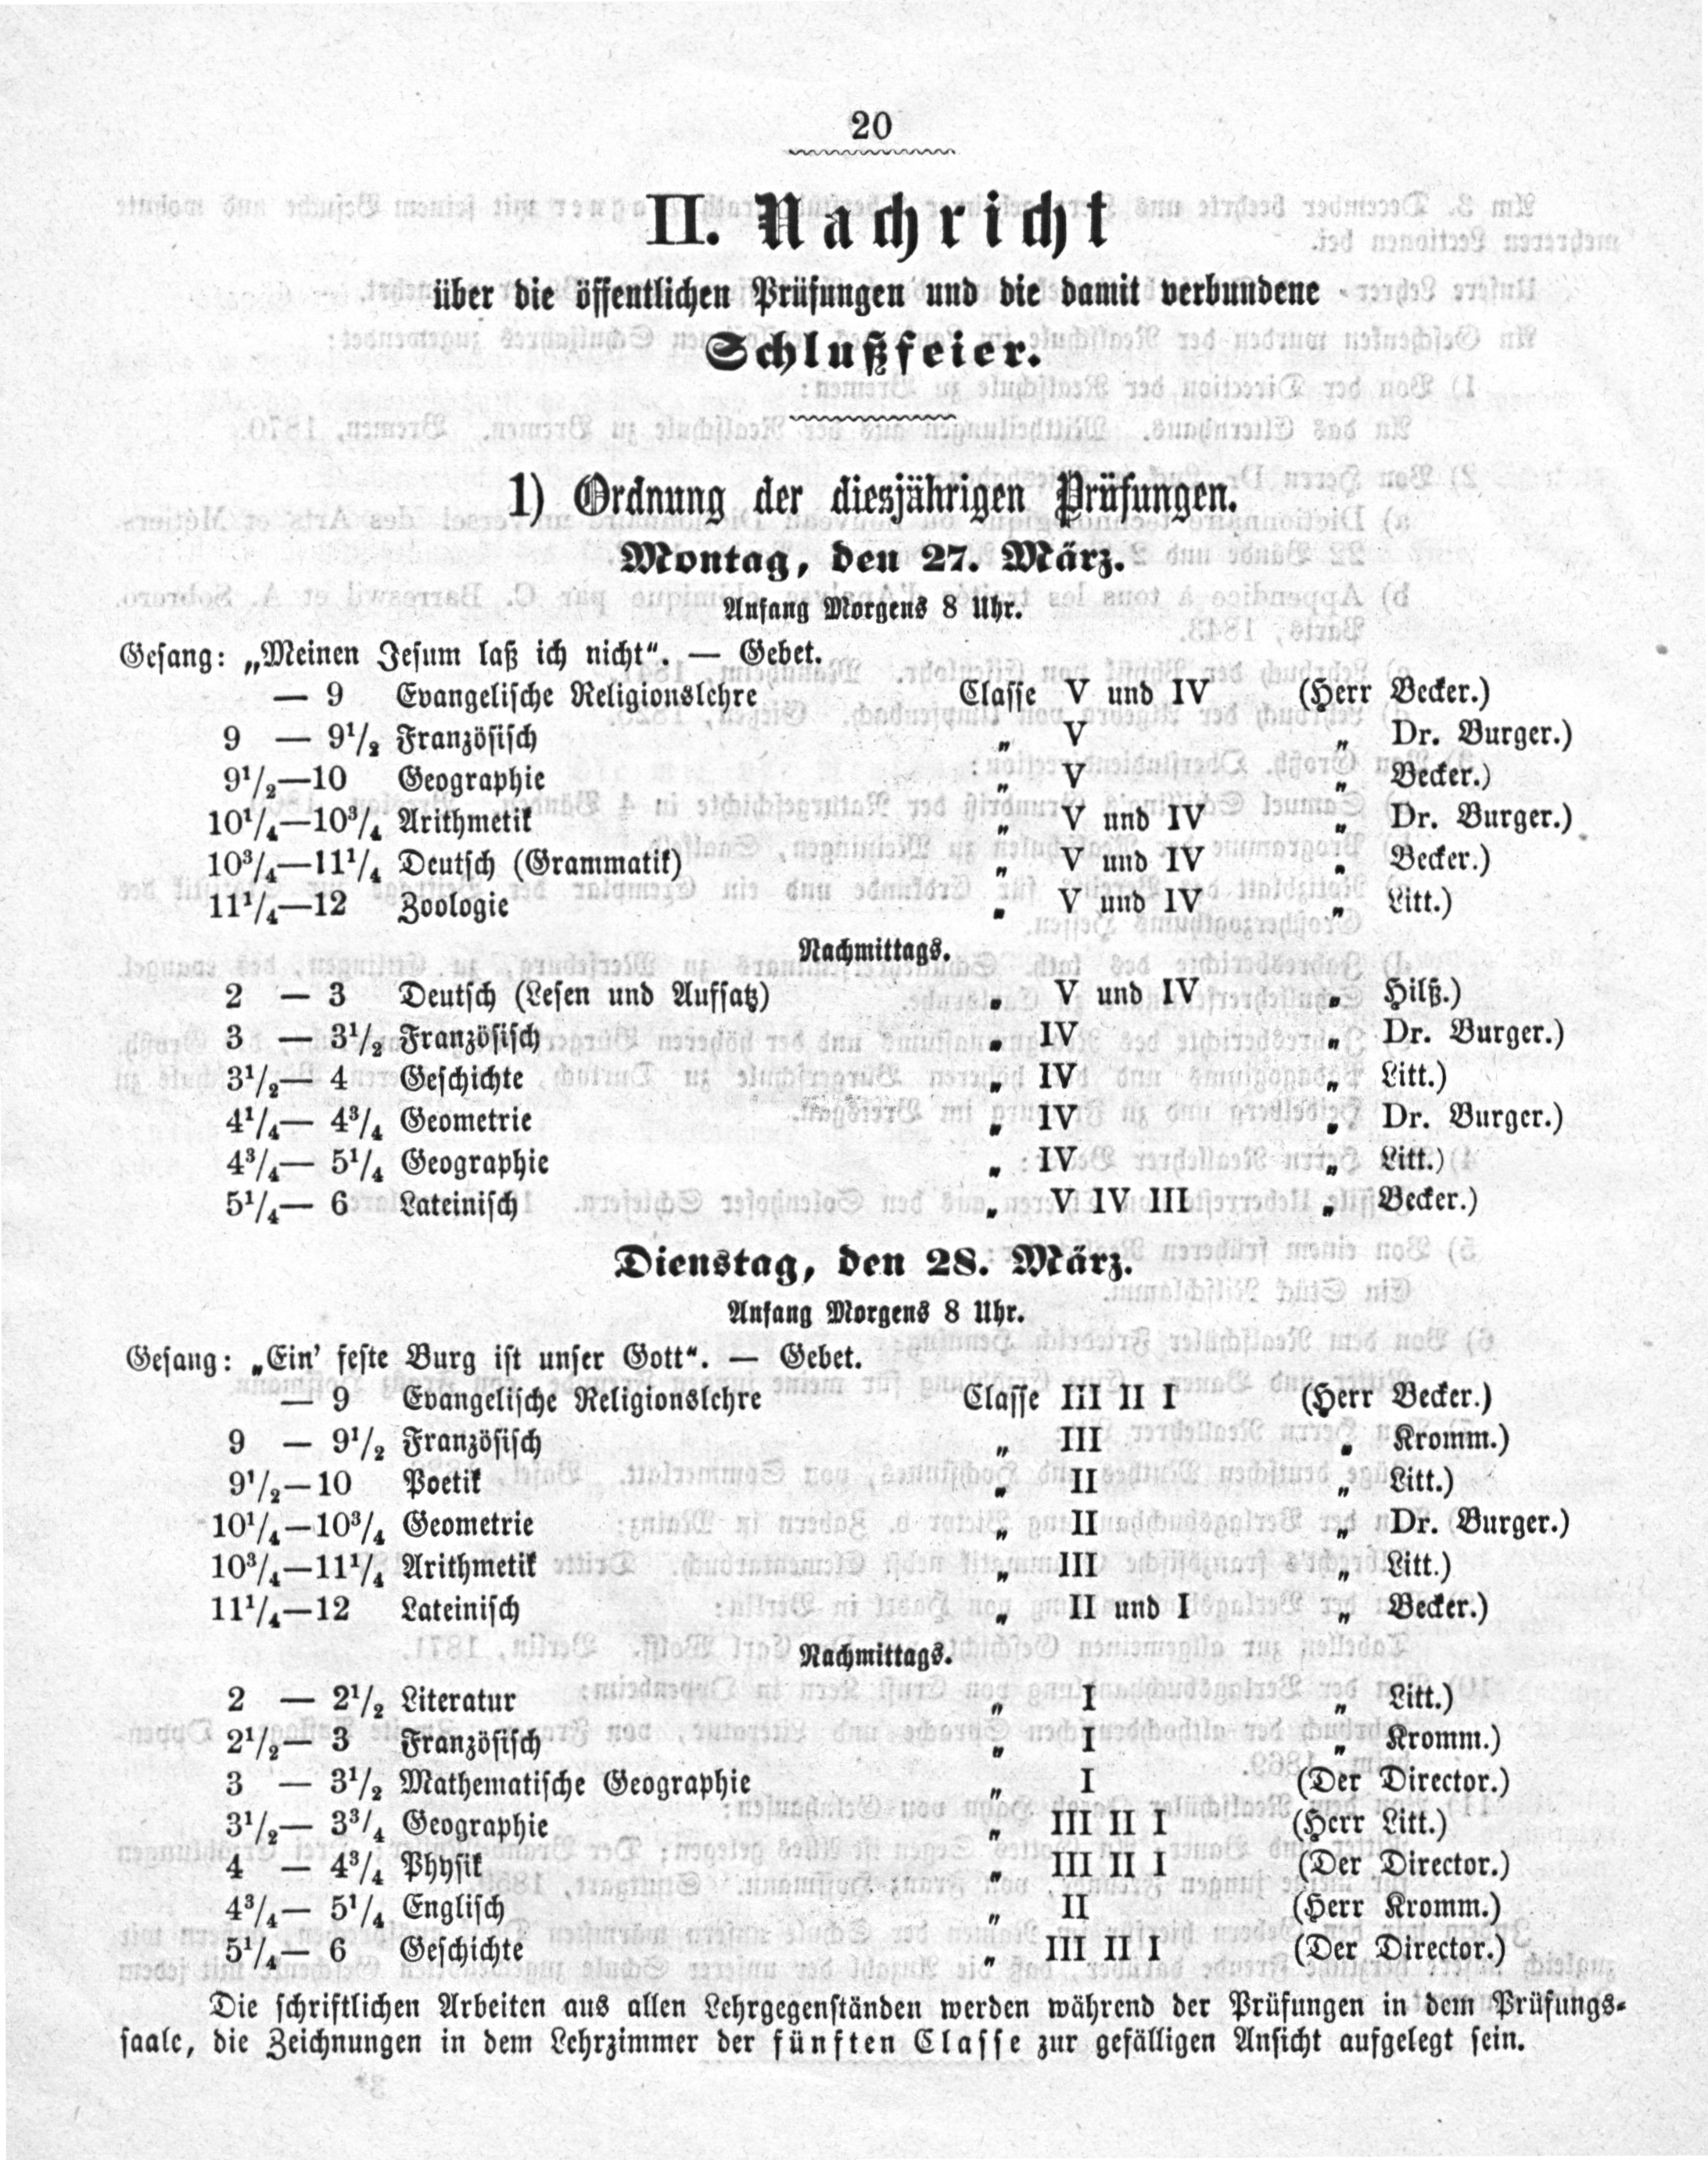 20
II. Nachricht
über die öffentlichen Prüfungen und die damit verbundene
Schlußfeier.
1) Ordnung der diesjährigen Prüfungen.
Montag, den 27. März.
Anfang Morgens 8 Uhr.
Gesang: „Meinen Jesum laß ich nicht“. — Gebet.
— 9 Evangelische Religionslehre Classe V und IV (Herr Becker.)
9 — 9¹/₂ Französisch „ V „ Dr. Burger.)
9¹/₂—10 Geographie „ V „ Becker.)
10¹/₄—10³/₄ Arithmetik „ V und IV „ Dr. Burger.)
10³/₄—11¹/₄ Deutsch (Grammatik) „ V und IV „ Becker.)
11¹/₄—12 Zoologie „ V und IV „ Litt.)
Nachmittags.
2 — 3 Deutsch (Lesen und Aufsatz) „ V und IV „ Hilß.)
3 — 3¹/₂ Französisch „ IV „ Dr. Burger.)
3¹/₂— 4 Geschichte „ IV „ Litt.)
4¹/₄— 4³/₄ Geometrie „ IV „ Dr. Burger.)
4³/₄— 5¹/₄ Geographie „ IV „ Litt.)
5¹/₄— 6 Lateinisch „ V IV III „ Becker.)
Dienstag, den 28. März.
Anfang Morgens 8 Uhr.
Gesang: „Ein’ feste Burg ist unser Gott“. — Gebet.
— 9 Evangelische Religionslehre Classe III II I (Herr Becker.)
9 — 9¹/₂ Französisch „ III „ Kromm.)
9¹/₂—10 Poetik „ II „ Litt.)
10¹/₄—10³/₄ Geometrie „ II „ Dr. Burger.)
10³/₄—11¹/₄ Arithmetik „ III „ Litt.)
11¹/₄—12 Lateinisch „ II und I „ Becker.)
Nachmittags.
2 — 2¹/₂ Literatur „ I „ Litt.)
2¹/₂— 3 Französisch „ I „ Kromm.)
3 — 3¹/₂ Mathematische Geographie „ I (Der Director.)
3¹/₂— 3³/₄ Geographie „ III II I (Herr Litt.)
4 — 4³/₄ Physik „ III II I (Der Director.)
4³/₄— 5¹/₄ Englisch „ II (Herr Kromm.)
5¹/₄— 6 Geschichte „ III II I (Der Director.)
Die schriftlichen Arbeiten aus allen Lehrgegenständen werden während der Prüfungen in dem Prüfungs-
saale, die Zeichnungen in dem Lehrzimmer der fünften Classe zur gefälligen Ansicht aufgelegt sein.